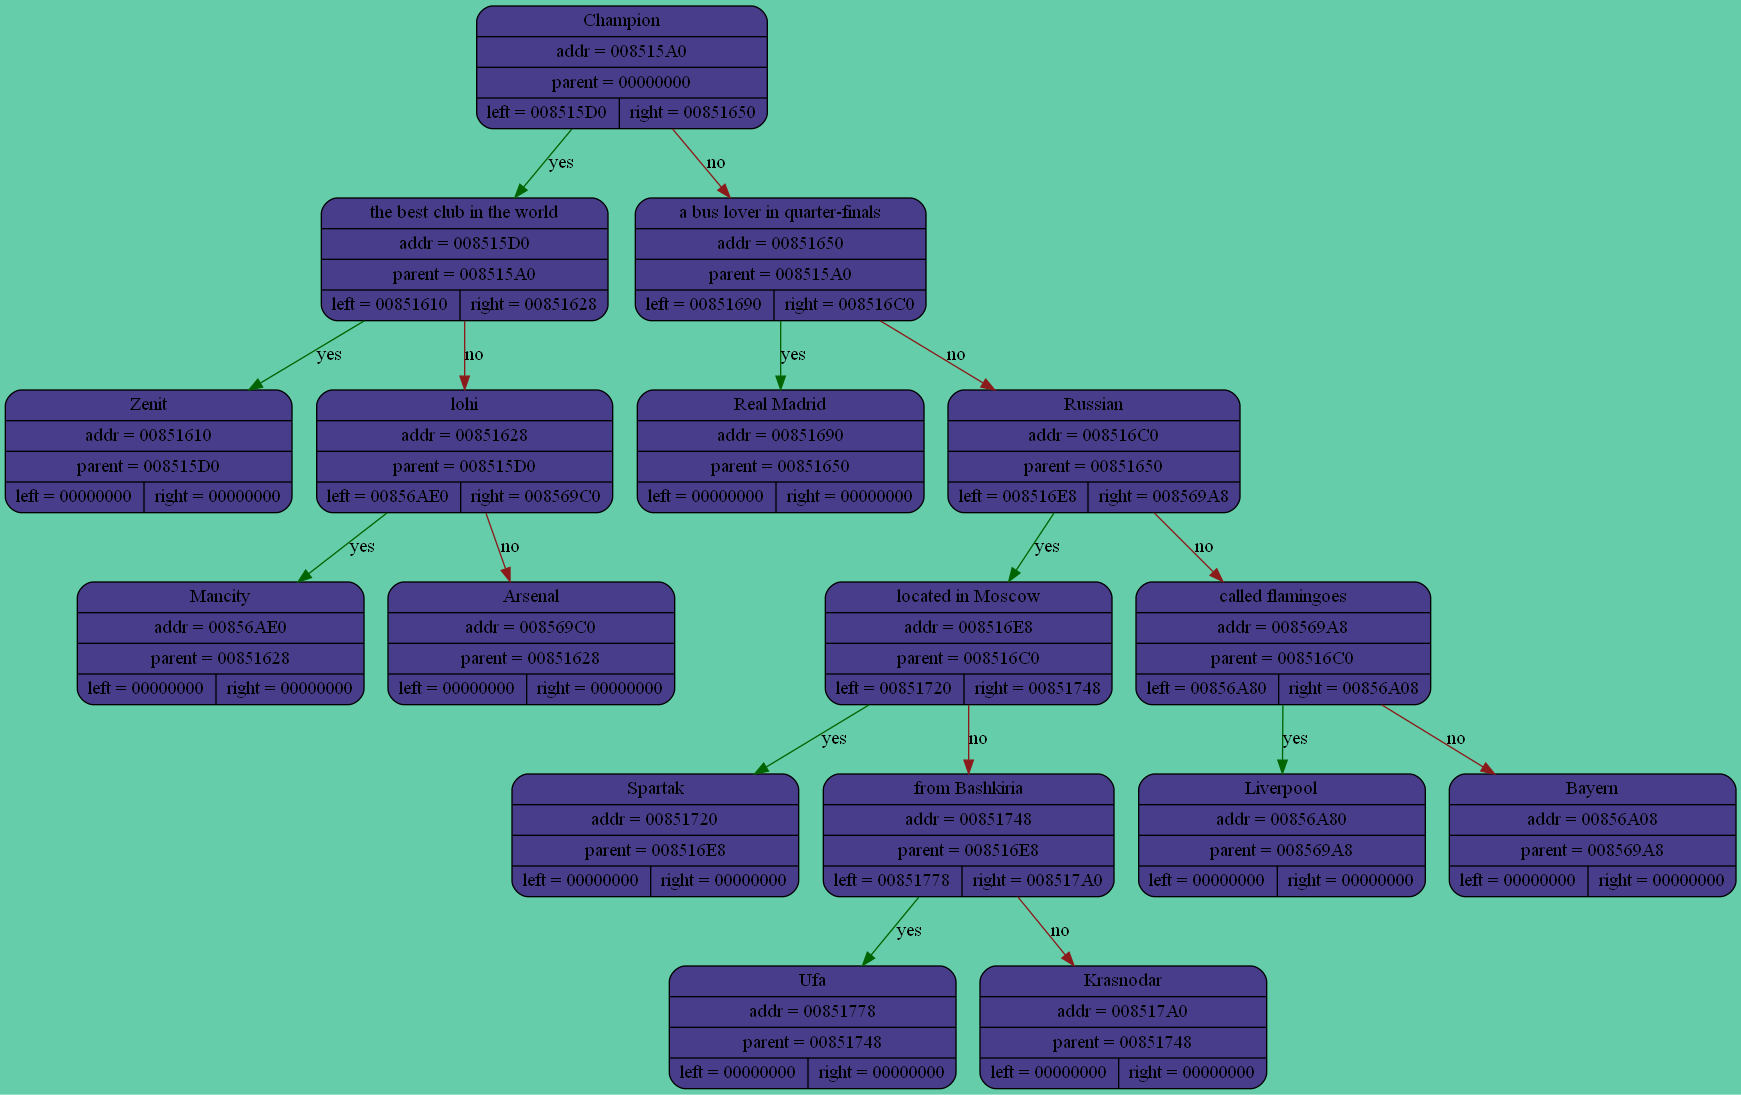 Champion
addr = 008515A0
parent = 00000000
left = 008515D0 right = 00851650
yes no
the best club in the world
addr = 008515D0
parent = 008515A0
left = 00851610 right = 00851628
a bus lover in quarter-finals
addr = 00851650
parent = 008515A0
left = 00851690 right = 008516C0
yes no yes no
Zenit
addr = 00851610
parent = 008515D0
left = 00000000 right = 00000000
lohi
addr = 00851628
parent = 008515D0
left = 00856AE0 right = 008569C0
Real Madrid
addr = 00851690
parent = 00851650
left = 00000000 right = 00000000
Russian
addr = 008516C0
parent = 00851650
left = 008516E8 right = 008569A8
yes no yes no
Mancity
addr = 00856AE0
parent = 00851628
left = 00000000 right = 00000000
Arsenal
addr = 008569C0
parent = 00851628
left = 00000000 right = 00000000
located in Moscow
addr = 008516E8
parent = 008516C0
left = 00851720 right = 00851748
called flamingoes
addr = 008569A8
parent = 008516C0
left = 00856A80 right = 00856A08
yes no yes no
Spartak
addr = 00851720
parent = 008516E8
left = 00000000 right = 00000000
from Bashkiria
addr = 00851748
parent = 008516E8
left = 00851778 right = 008517A0
Liverpool
addr = 00856A80
parent = 008569A8
left = 00000000 right = 00000000
Bayern
addr = 00856A08
parent = 008569A8
left = 00000000 right = 00000000
yes no
Ufa
addr = 00851778
parent = 00851748
left = 00000000 right = 00000000
Krasnodar
addr = 008517A0
parent = 00851748
left = 00000000 right = 00000000